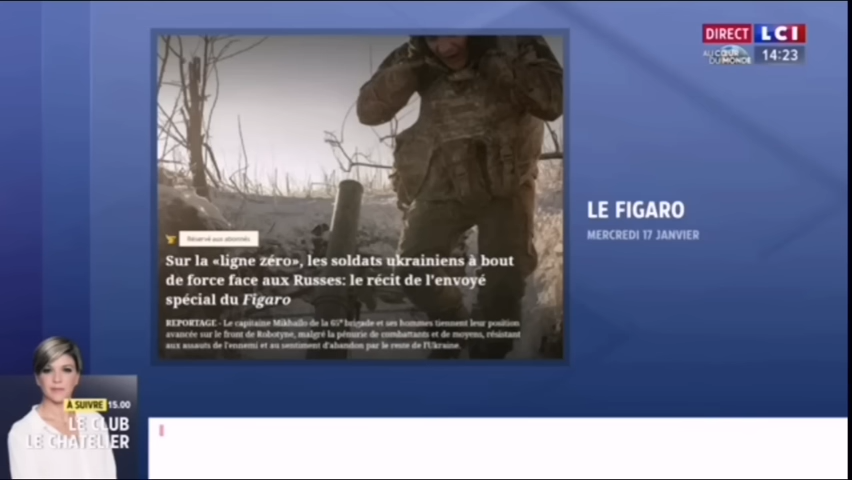 DIRECT LCI
AU CŒUR
DU MONDE
14:23
Réservé aux abonnés
Sur la «ligne zéro», les soldats ukrainiens à bout
de force face aux Russes: le récit de l'envoyé
spécial du Figaro
REPORTAGE - Le capitaine Mikhaïlo de la 65e brigade et ses hommes tiennent leur position
avancée sur le front de Robotyne, malgré la pénurie de combattants et de moyens, résistant
aux assauts de l'ennemi et au sentiment d'abandon par le reste de l'Ukraine.
LE FIGARO
MERCREDI 17 JANVIER
À SUIVRE 15.00
LE CLUB
LE CHATELIER